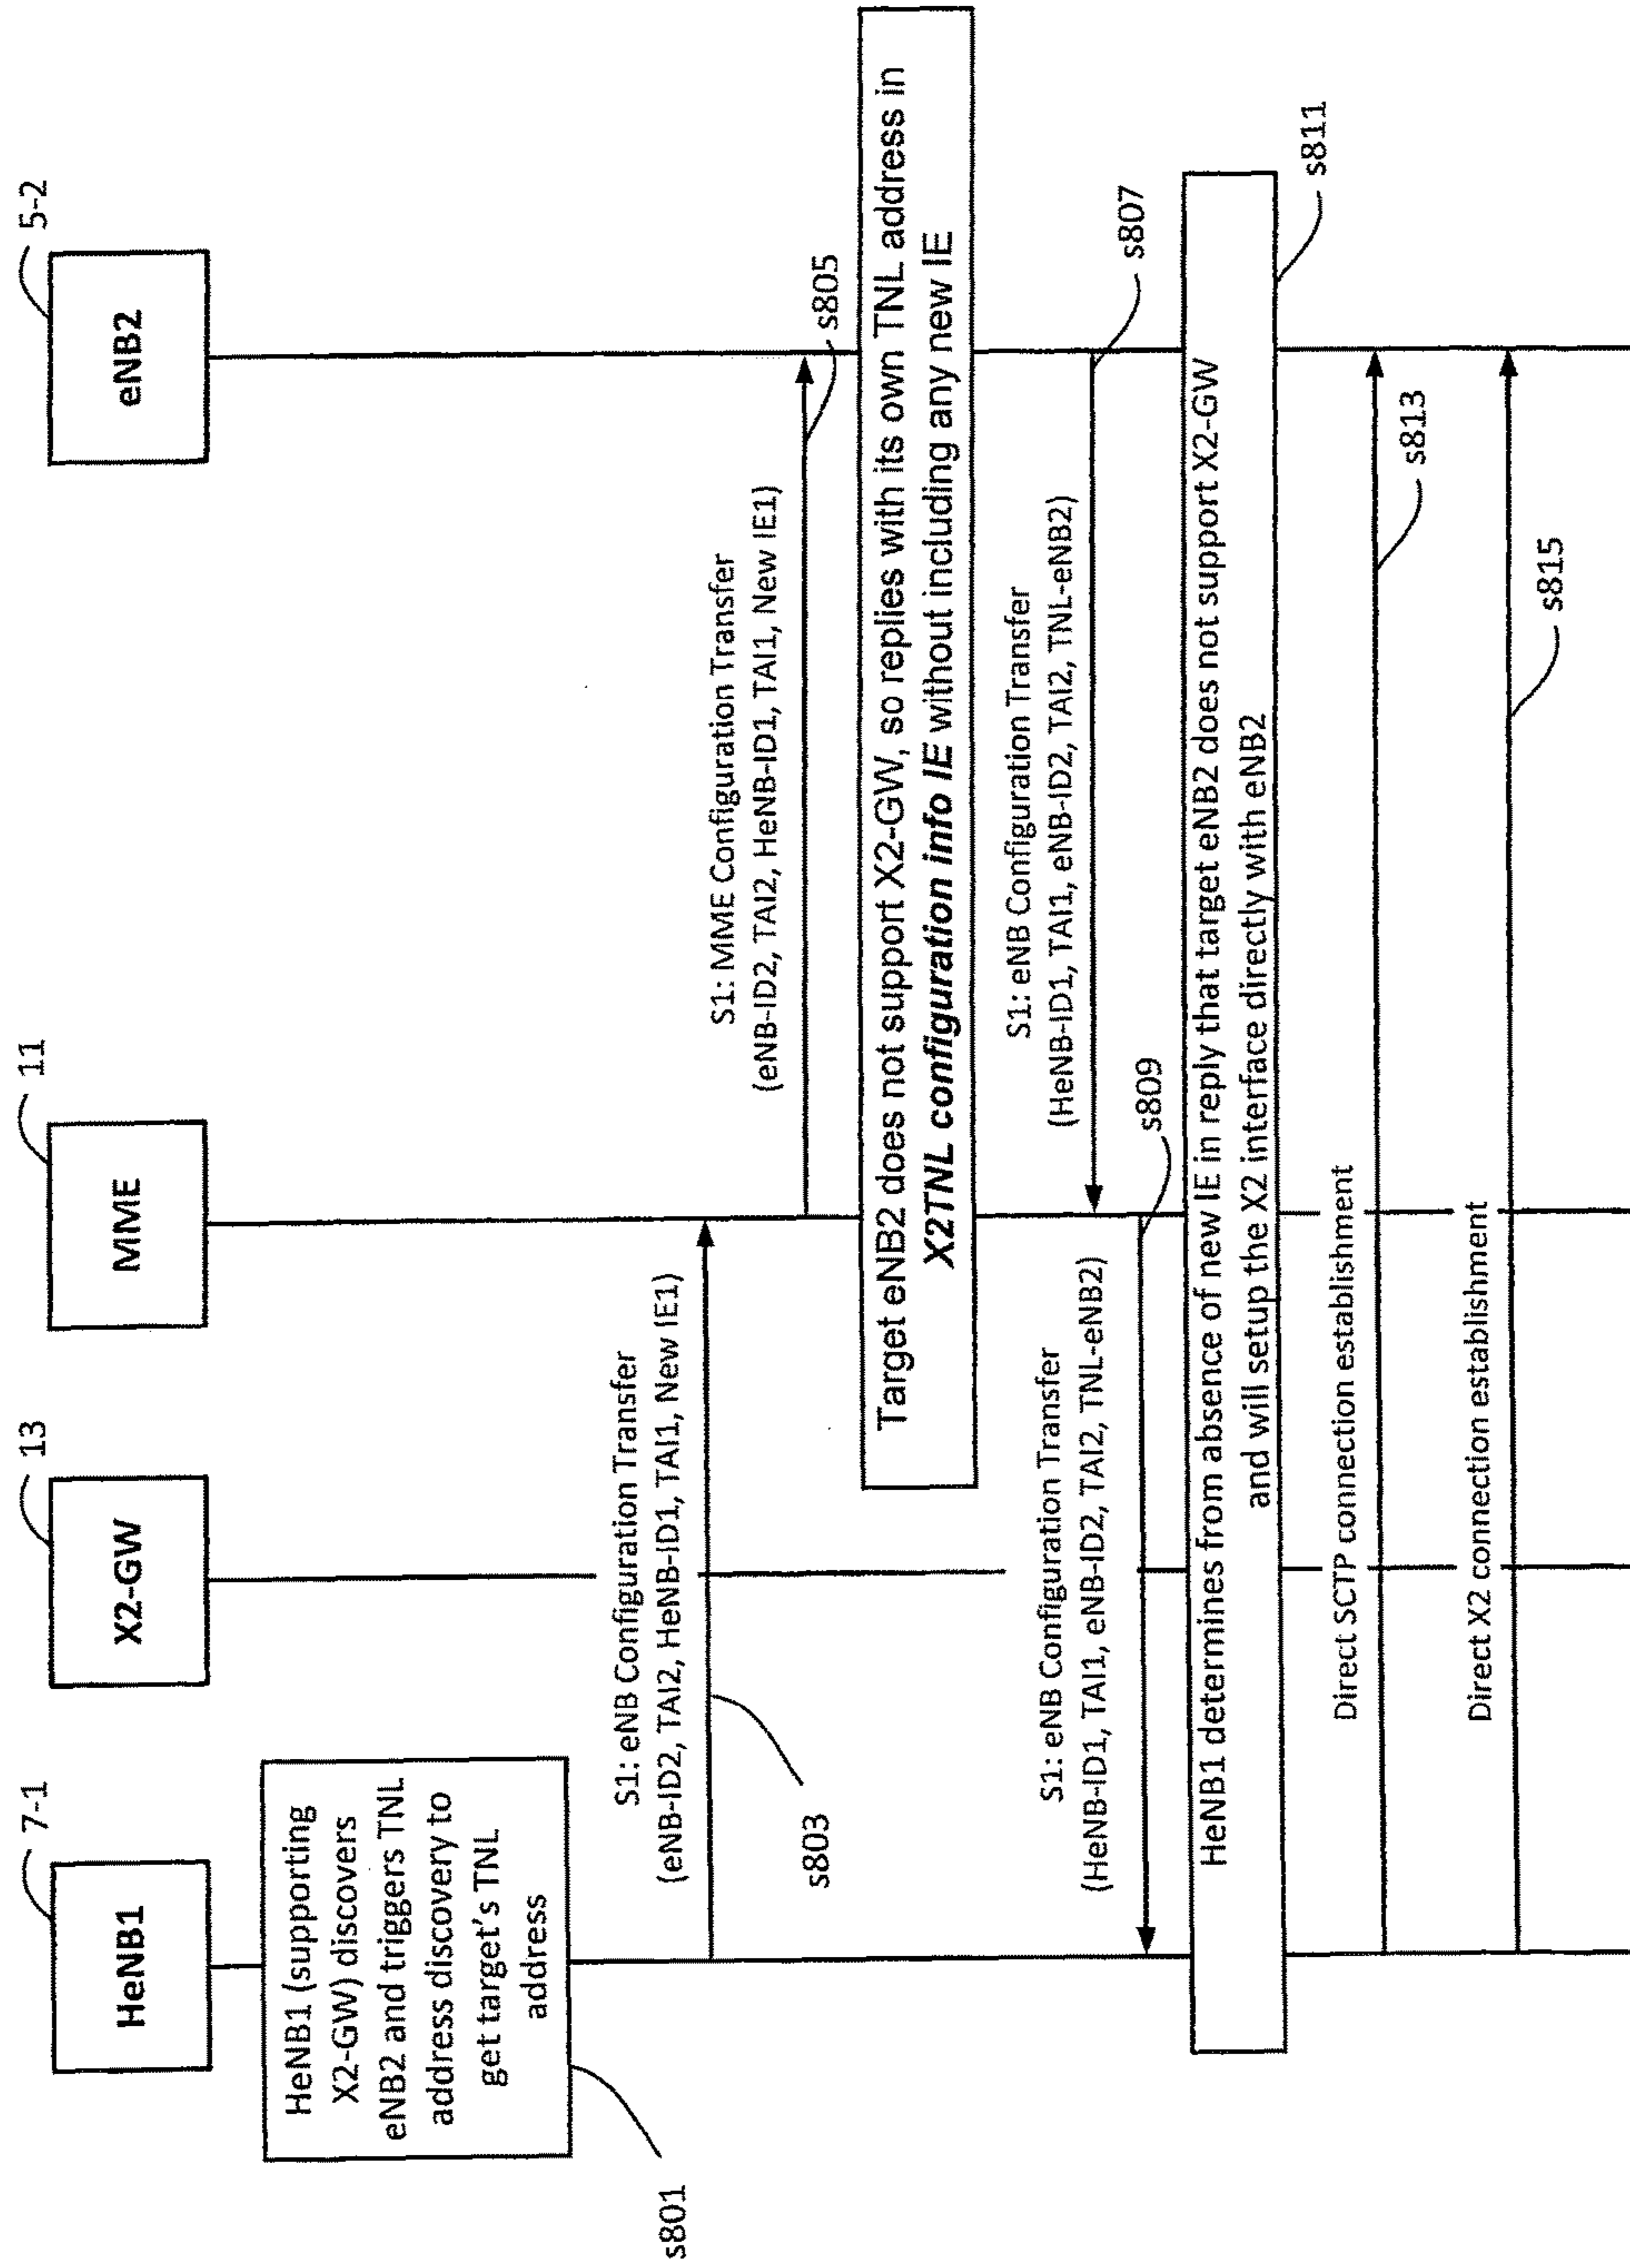 7-1
HeNB1
13
X2-GW
11
MME
5-2
eNB2
HeNB1 (supporting
X2-GW) discovers
eNB2 and triggers TNL
address discovery to
get target's TNL
address
s801
S1: eNB Configuration Transfer
(eNB-ID2, TAI2, HeNB-ID1, TAI1, New IE1)
s803
S1: MME Configuration Transfer
(eNB-ID2, TAI2, HeNB-ID1, TAI1, New IE1)
s805
Target eNB2 does not support X2-GW, so replies with its own TNL address in
X2TNL configuration info IE without including any new IE
S1: eNB Configuration Transfer
(HeNB-ID1, TAI1, eNB-ID2, TAI2, TNL-eNB2)
s807
S1: eNB Configuration Transfer
(HeNB-ID1, TAI1, eNB-ID2, TAI2, TNL-eNB2)
s809
HeNB1 determines from absence of new IE in reply that target eNB2 does not support X2-GW
and will setup the X2 interface directly with eNB2
s811
Direct SCTP connection establishment
s813
Direct X2 connection establishment
s815